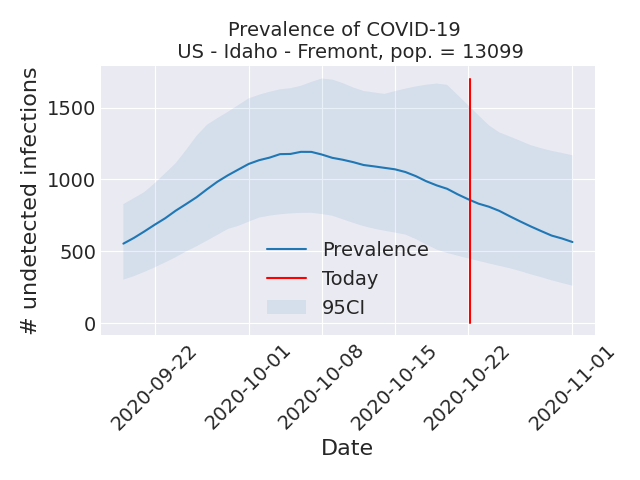 Prevalence of COVID-19
US - Idaho - Fremont, pop. = 13099
# undetected infections
1500
1000
500
0
Prevalence
Today
95CI
2020-09-22
2020-10-01
2020-10-08
2020-10-15
2020-10-22
2020-11-01
Date